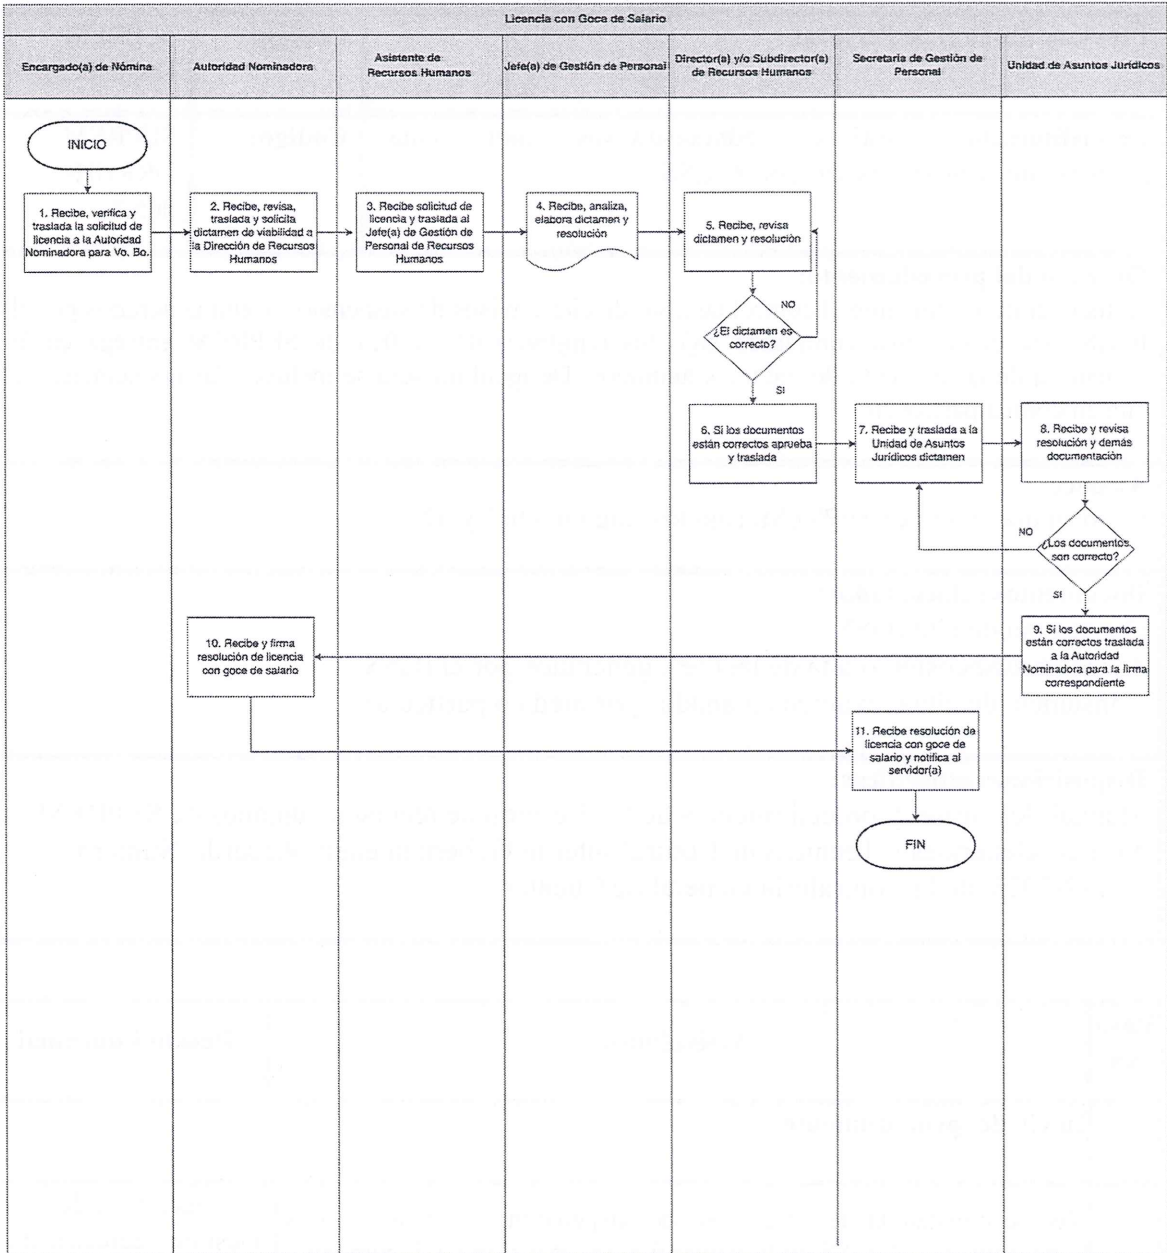 Licencia con Goce de Salario
Encargado(a) de Nómina
Autoridad Nominadora
Asistente de
Recursos Humanos
Jefe(a) de Gestión de Personal
Director(a) y/o Subdirector(a)
de Recursos Humanos
Secretaria de Gestión de
Personal
Unidad de Asuntos Jurídicos
INICIO
1. Recibe, verifica y
traslada la solicitud de
licencia a la Autoridad
Nominadora para Vo. Bo.
2. Recibe, revisa,
traslada y solicita
dictamen de viabilidad a
la Dirección de Recursos
Humanos
3. Recibe solicitud de
licencia y traslada al
Jefe(a) de Gestión de
Personal de Recursos
Humanos
4. Recibe, analiza,
elabora dictamen y
resolución
5. Recibe, revisa
dictamen y resolución
NO
¿El dictamen es
correcto?
SI
6. Si los documentos
están correctos aprueba
y traslada
7. Recibe y traslada a la
Unidad de Asuntos
Jurídicos dictamen
8. Recibe y revisa
resolución y demás
documentación
NO
¿Los documentos
son correcto?
SI
9. Si los documentos
están correctos traslada
a la Autoridad
Nominadora para la firma
correspondiente
10. Recibe y firma
resolución de licencia
con goce de salario
11. Recibe resolución de
licencia con goce de
salario y notifica al
servidor(a)
FIN